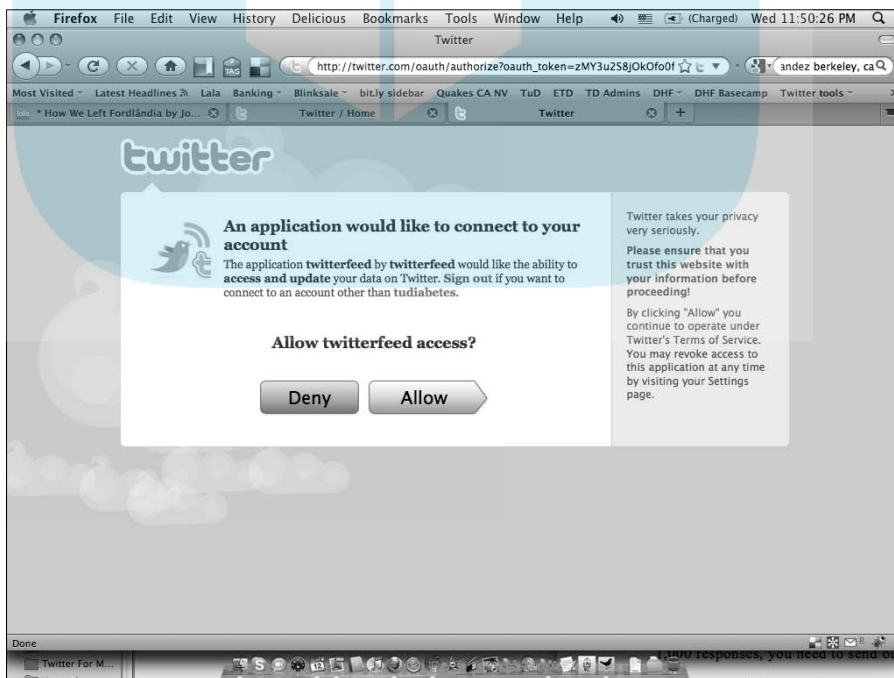 Firefox File Edit View History Delicious Bookmarks Tools Window Help (Charged) Wed 11:50:26 PM
Twitter
TAG http://twitter.com/oauth/authorize?oauth_token=zMY3u2S8jOkOfo0f andez berkeley, ca
Most Visited Latest Headlines Lala Banking Blinksale bit.ly sidebar Quakes CA NV TuD ETD TD Admins DHF DHF Basecamp Twitter tools
lala * How We Left Fordlândia by Jo... Twitter / Home Twitter +
twitter
An application would like to connect to your
account
The application twitterfeed by twitterfeed would like the ability to
access and update your data on Twitter. Sign out if you want to
connect to an account other than tudiabetes.
Allow twitterfeed access?
Deny Allow
Twitter takes your privacy
very seriously.
Please ensure that you
trust this website with
your information before
proceeding!
By clicking "Allow" you
continue to operate under
Twitter's Terms of Service.
You may revoke access to
this application at any time
by visiting your Settings
page.
Done 8
Twitter For M...
responses, you need to send